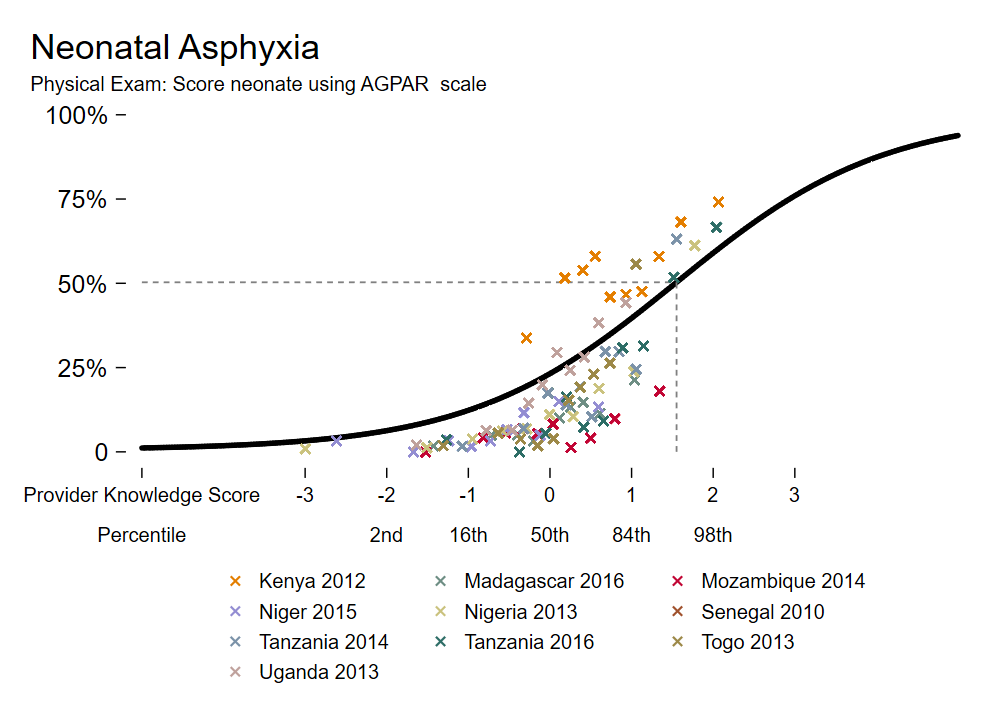 Neonatal Asphyxia
Physical Exam: Score neonate using AGPAR  scale
100%
75%
50%
25%
0
Provider Knowledge Score -3 -2 -1 0 1 2 3
Percentile 2nd 16th 50th 84th 98th
Kenya 2012 Madagascar 2016 Mozambique 2014
Niger 2015 Nigeria 2013 Senegal 2010
Tanzania 2014 Tanzania 2016 Togo 2013
Uganda 2013